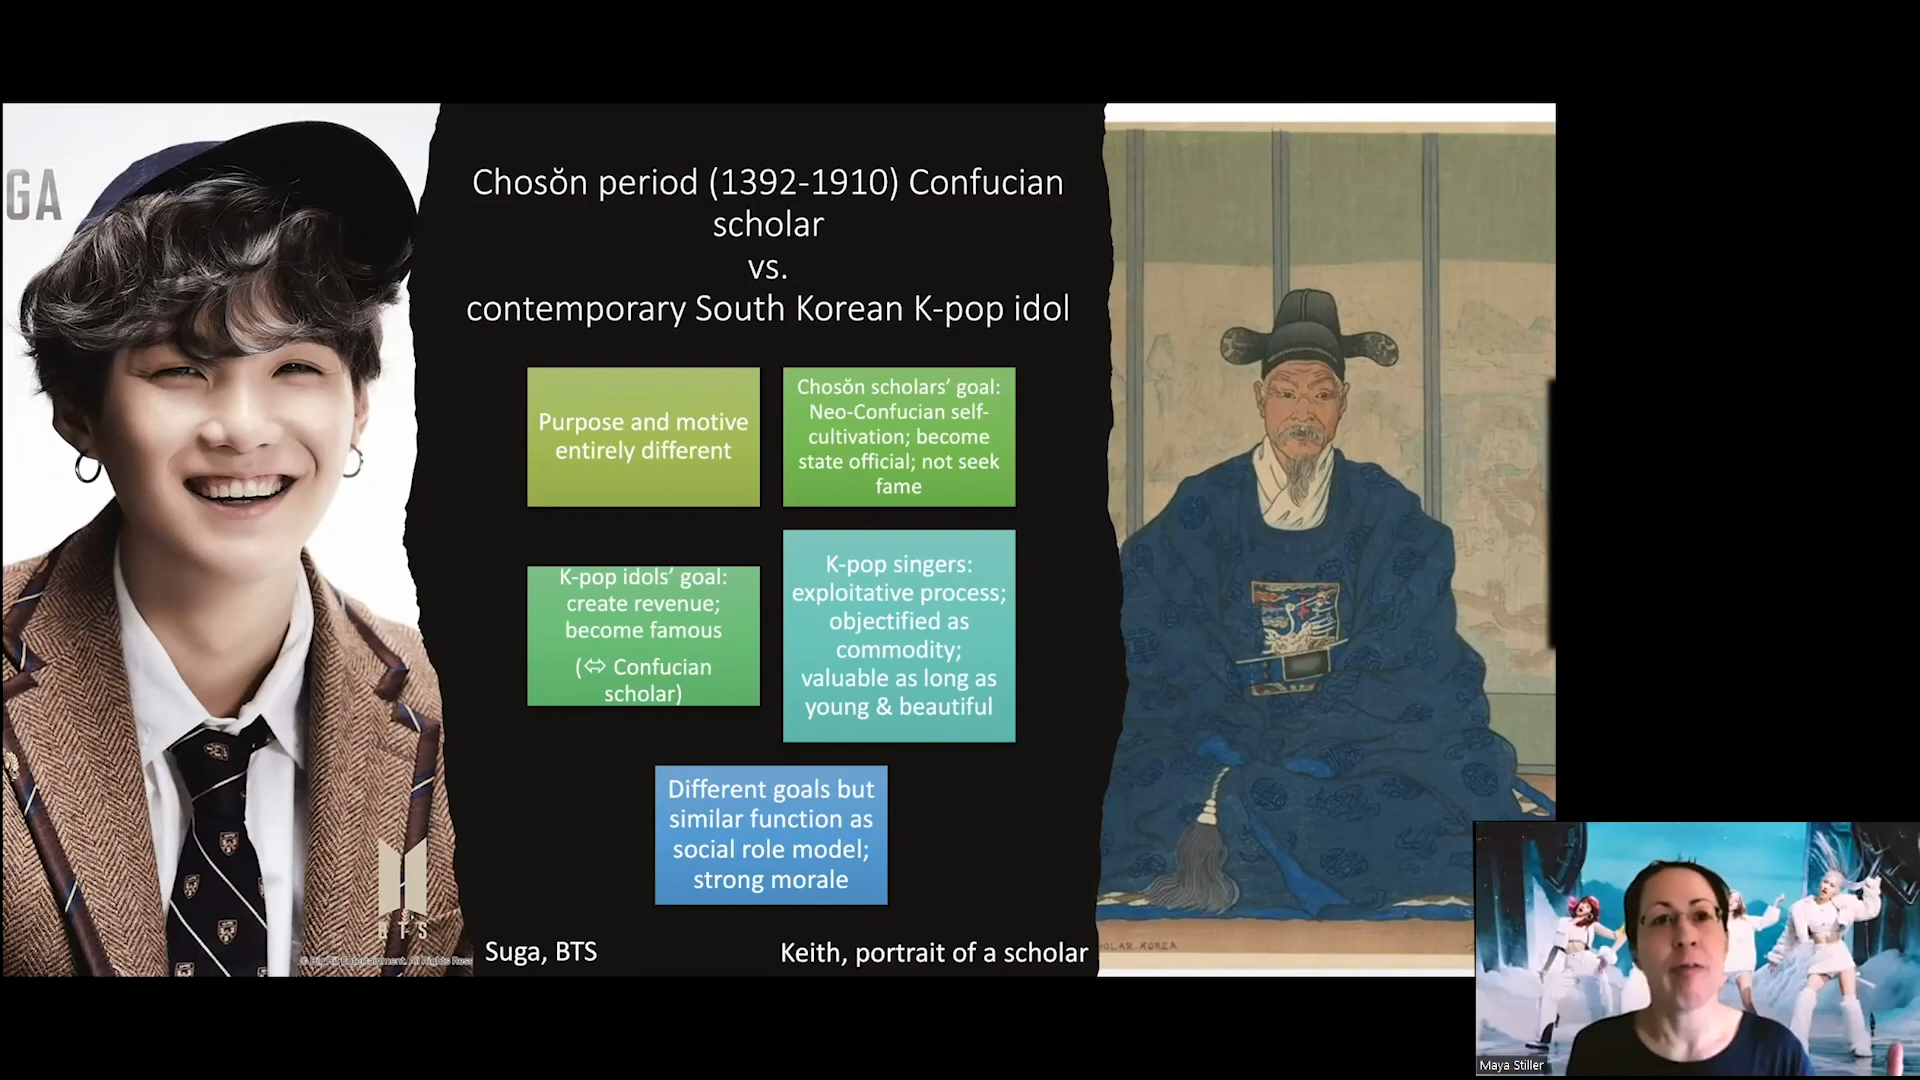 GA
Chosŏn period (1392-1910) Confucian
scholar
vs.
contemporary South Korean K-pop idol
Purpose and motive
entirely different
Chosŏn scholars’ goal:
Neo-Confucian self-
cultivation; become
state official; not seek
fame
K-pop idols’ goal:
create revenue;
become famous
(⇔ Confucian
scholar)
K-pop singers:
exploitative process;
objectified as
commodity;
valuable as long as
young & beautiful
Different goals but
similar function as
social role model;
strong morale
BTS
Suga, BTS
Keith, portrait of a scholar
KOREA
Maya Stiller